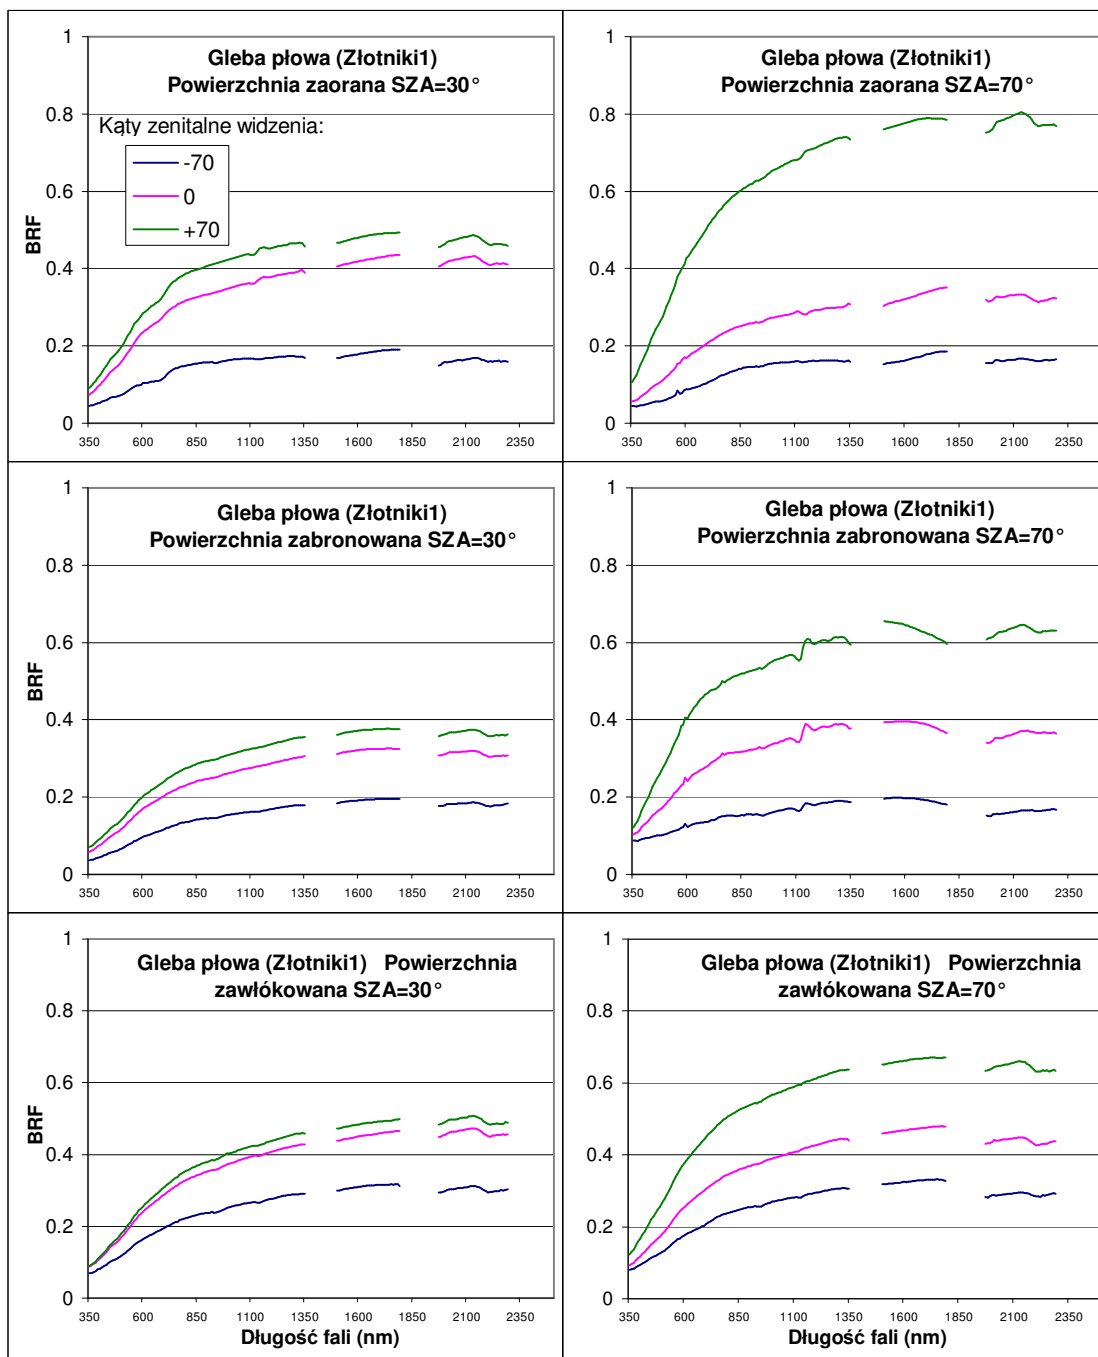 Gleba płowa (Złotniki1)
Powierzchnia zaorana SZA=30°
Kąty zenitalne widzenia:
-70
0
+70
BRF
1
0.8
0.6
0.4
0.2
0
350 600 850 1100 1350 1600 1850 2100 2350
Gleba płowa (Złotniki1)
Powierzchnia zaorana SZA=70°
1
0.8
0.6
0.4
0.2
0
350 600 850 1100 1350 1600 1850 2100 2350
Gleba płowa (Złotniki1)
Powierzchnia zabronowana SZA=30°
BRF
1
0.8
0.6
0.4
0.2
0
350 600 850 1100 1350 1600 1850 2100 2350
Gleba płowa (Złotniki1)
Powierzchnia zabronowana SZA=70°
1
0.8
0.6
0.4
0.2
0
350 600 850 1100 1350 1600 1850 2100 2350
Gleba płowa (Złotniki1) Powierzchnia
zawłókowana SZA=30°
BRF
1
0.8
0.6
0.4
0.2
0
350 600 850 1100 1350 1600 1850 2100 2350
Długość fali (nm)
Gleba płowa (Złotniki1) Powierzchnia
zawłókowana SZA=70°
1
0.8
0.6
0.4
0.2
0
350 600 850 1100 1350 1600 1850 2100 2350
Długość fali (nm)